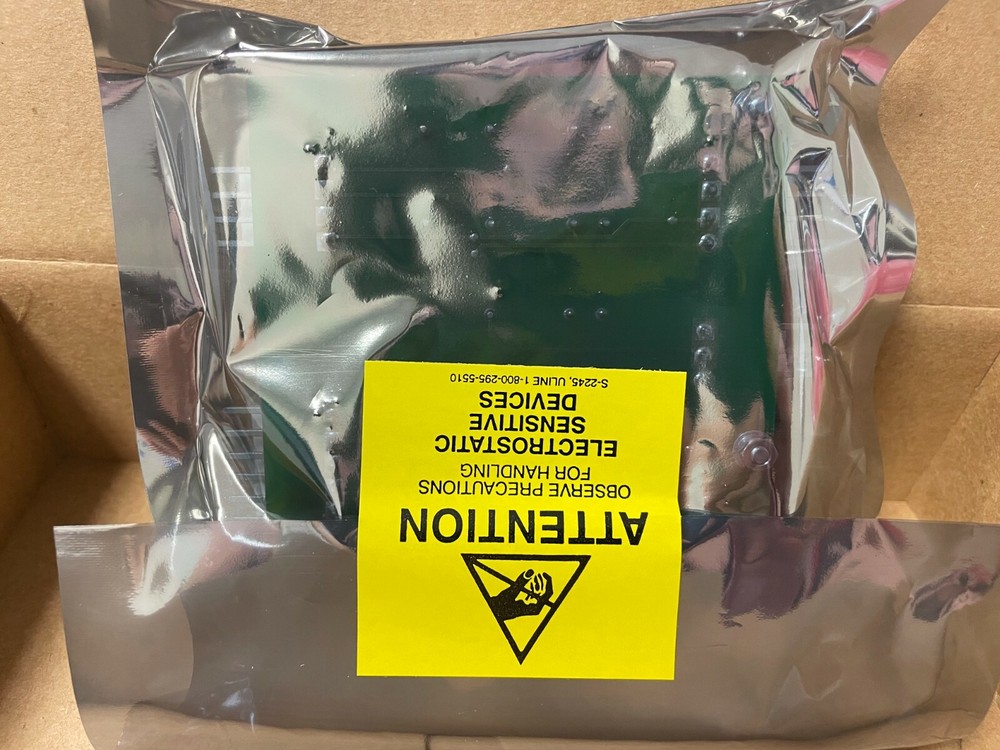 ATTENTION
OBSERVE PRECAUTIONS
FOR HANDLING
ELECTROSTATIC
SENSITIVE
DEVICES
S-2245, ULINE 1-800-295-5510